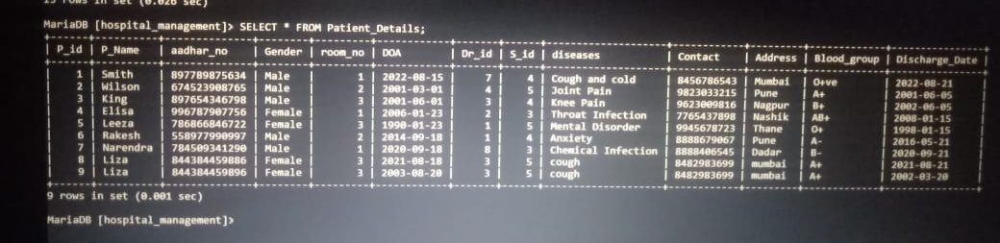 15 rows in set (0.026 sec)
MariaDB [hospital_management]> SELECT * FROM Patient_Details;
| P_id | P_Name | aadhar_no | Gender | room_no | DOA | Dr_id | S_id | diseases | Contact | Address | Blood_group | Discharge_Date |
| 1 | Smith | 897789875634 | Male | 1 | 2022-08-15 | 7 | 4 | Cough and cold | 8456786543 | Mumbai | O+ve | 2022-08-21 |
| 2 | Wilson | 674523908765 | Male | 2 | 2001-03-01 | 4 | 5 | Joint Pain | 9823033215 | Pune | A+ | 2001-06-05 |
| 3 | King | 897654346798 | Male | 3 | 2001-06-01 | 3 | 4 | Knee Pain | 9623009816 | Nagpur | B+ | 2002-06-05 |
| 4 | Elisa | 996787907756 | Female | 1 | 2006-01-23 | 2 | 3 | Throat Infection | 7765437898 | Nashik | AB+ | 2008-01-15 |
| 5 | Leeza | 786866846722 | Female | 3 | 1990-01-23 | 1 | 5 | Mental Disorder | 9945678723 | Thane | O+ | 1998-01-15 |
| 6 | Rakesh | 558977990997 | Male | 2 | 2014-09-18 | 1 | 4 | Anxiety | 8888679067 | Pune | A- | 2016-05-21 |
| 7 | Narendra | 784509341290 | Male | 1 | 2020-09-18 | 8 | 3 | Chemical Infection | 8888406545 | Dadar | B- | 2020-09-21 |
| 8 | Liza | 844384459886 | Female | 3 | 2021-08-18 | 3 | 5 | cough | 8482983699 | mumbai | A+ | 2021-08-21 |
| 9 | Liza | 844384459896 | Female | 3 | 2003-08-20 | 3 | 5 | cough | 8482983699 | mumbai | A+ | 2002-03-20 |
9 rows in set (0.001 sec)
MariaDB [hospital_management]>